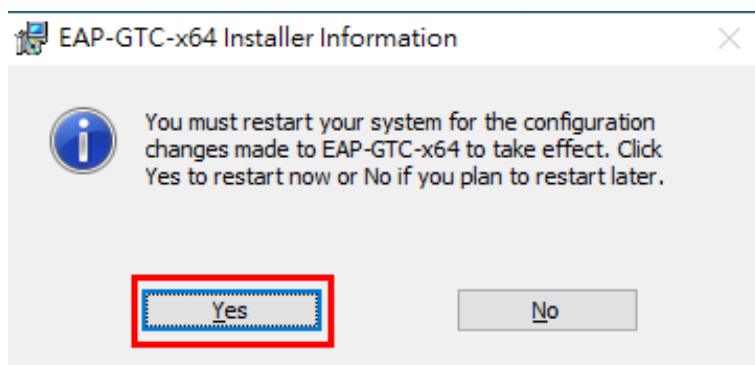 EAP-GTC-x64 Installer Information
You must restart your system for the configuration
changes made to EAP-GTC-x64 to take effect. Click
Yes to restart now or No if you plan to restart later.
Yes
No